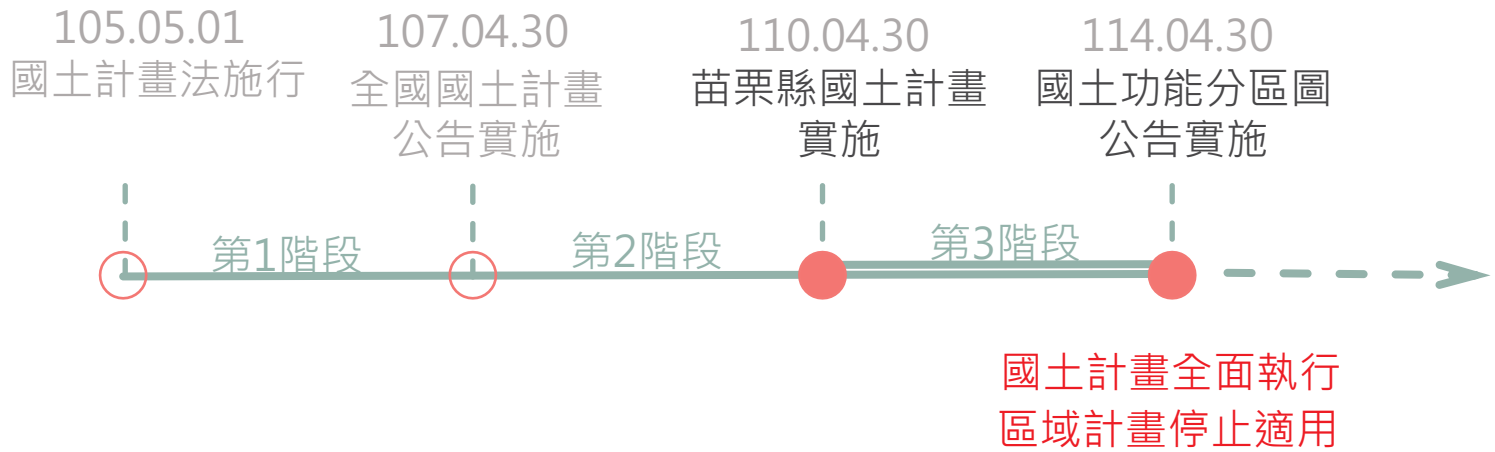 105.05.01
國土計畫法施行
107.04.30
全國國土計畫
公告實施
110.04.30
苗栗縣國土計畫
實施
114.04.30
國土功能分區圖
公告實施
第1階段
第2階段
第3階段
國土計畫全面執行
區域計畫停止適用